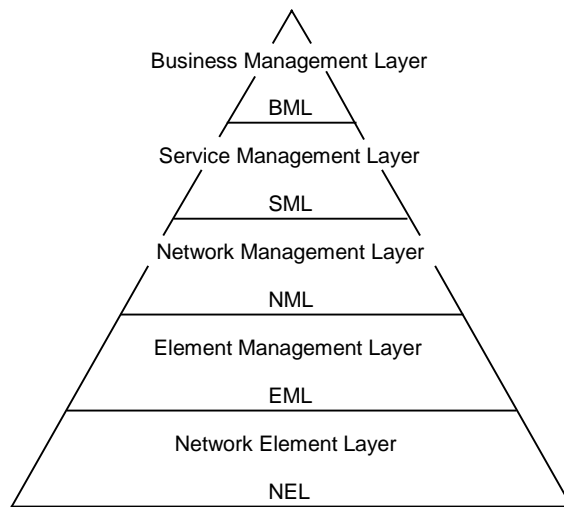 Business Management Layer
BML
Service Management Layer
SML
Network Management Layer
NML
Element Management Layer
EML
Network Element Layer
NEL